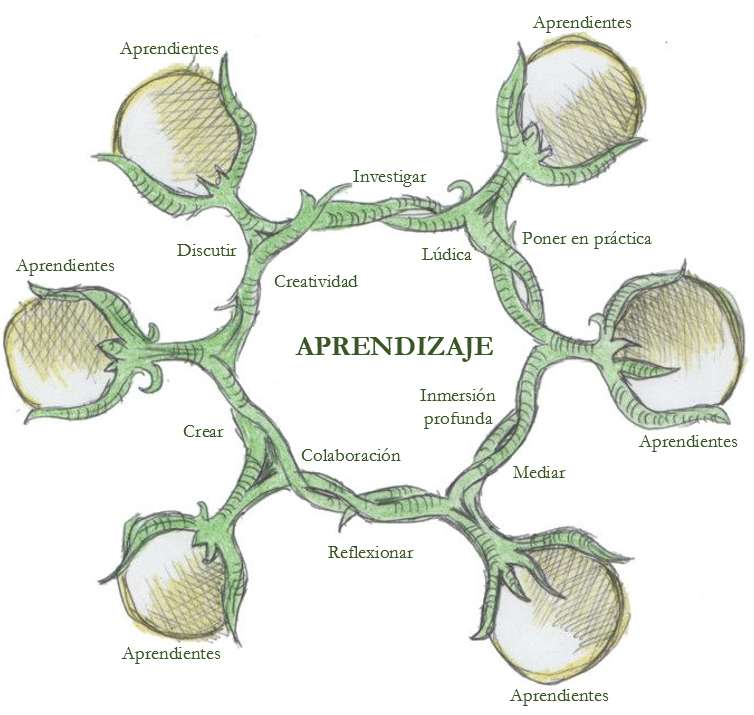 Aprendientes
Aprendientes
Investigar
Poner en práctica
Discutir
Lúdica
Aprendientes
Creatividad
APRENDIZAJE
Inmersión
profunda
Aprendientes
Crear
Colaboración
Mediar
Reflexionar
Aprendientes
Aprendientes